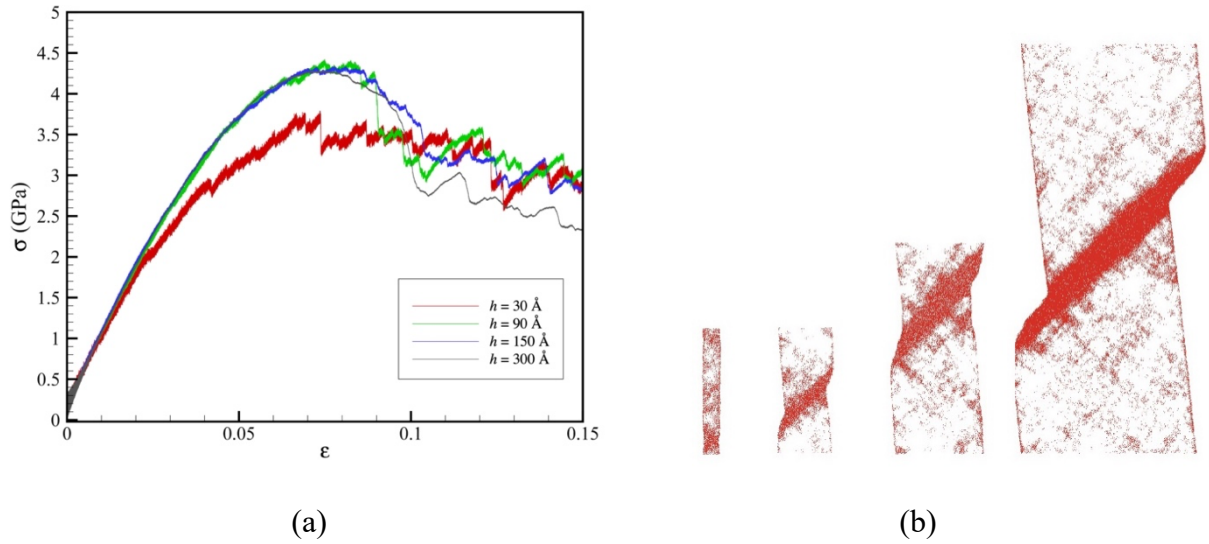 5
4.5
4
3.5
3
2.5
2
1.5
1
0.5
0
σ (GPa)
h = 30 Å
h = 90 Å
h = 150 Å
h = 300 Å
0 0.05 0.1 0.15
ε
(a) (b)